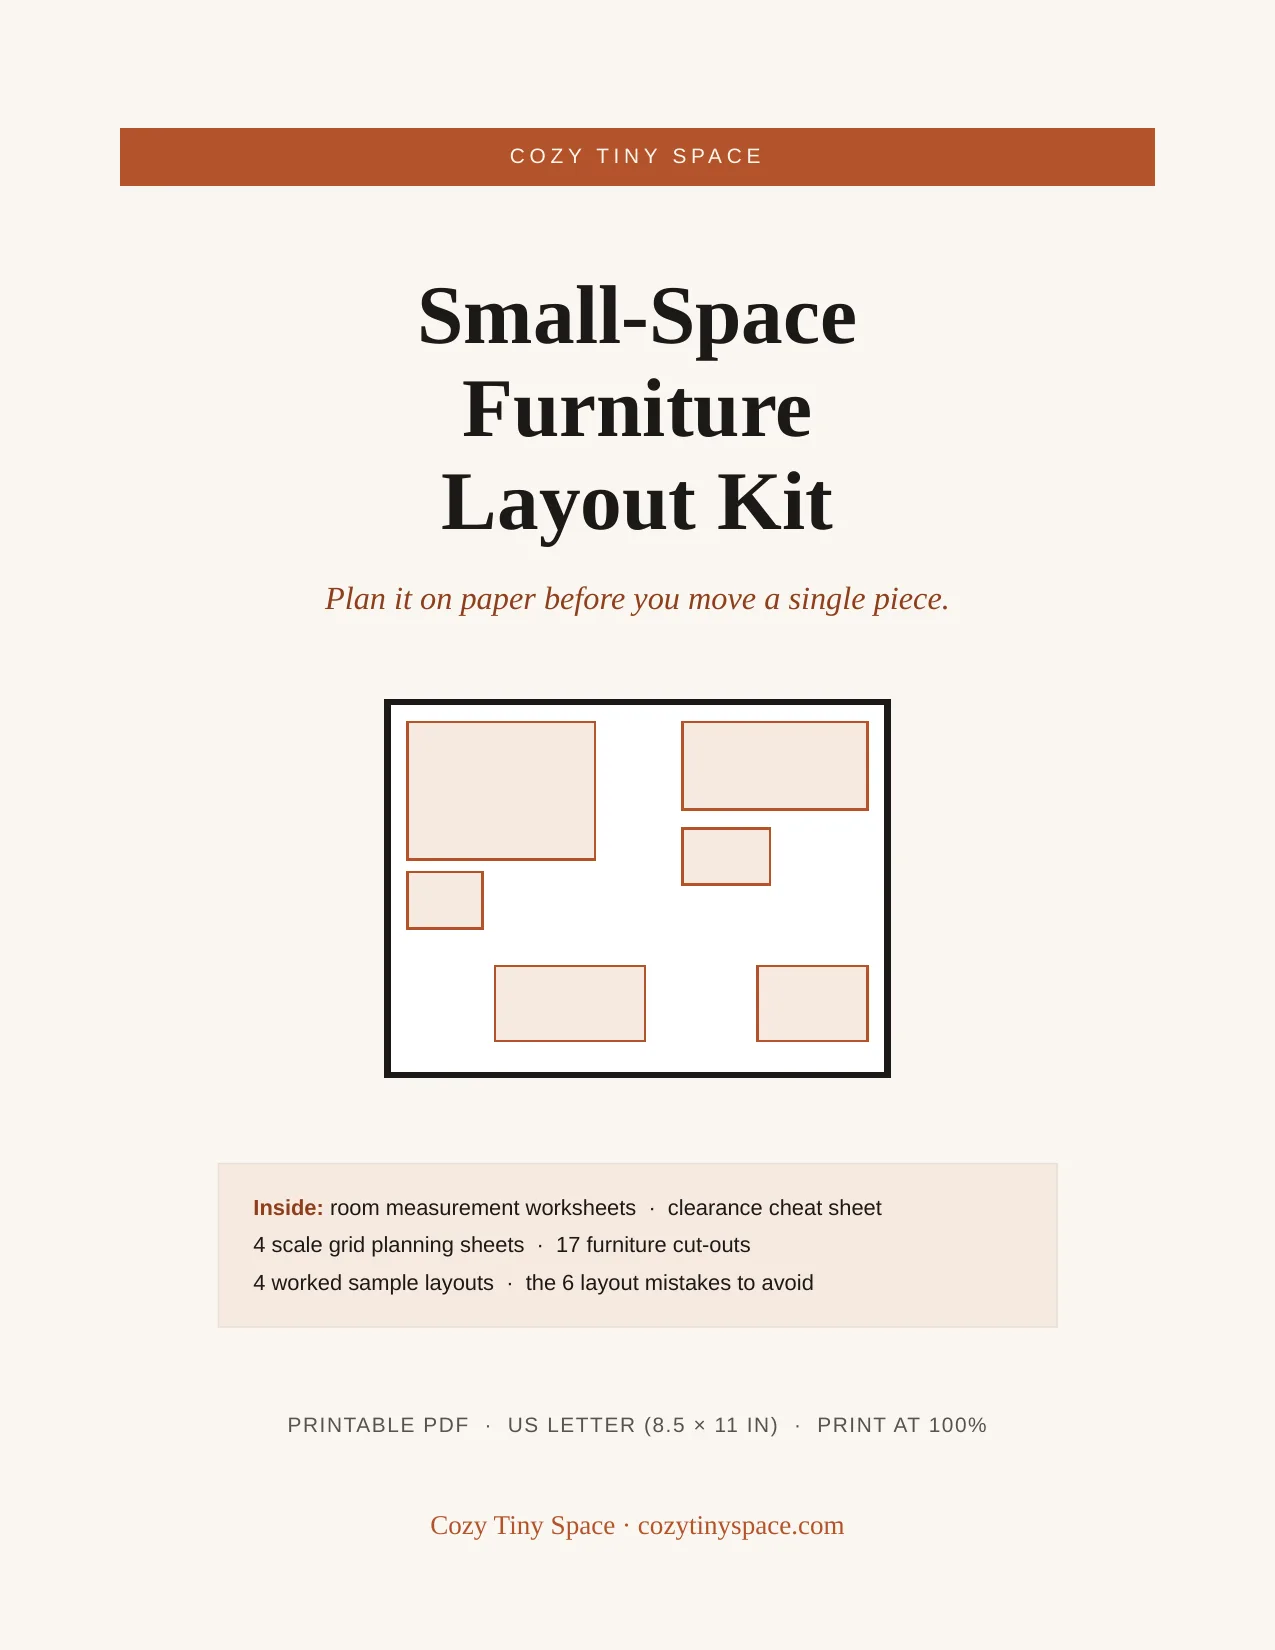 COZY TINY SPACE
Small-Space
Furniture
Layout Kit
Plan it on paper before you move a single piece.
Inside: room measurement worksheets · clearance cheat sheet
4 scale grid planning sheets · 17 furniture cut-outs
4 worked sample layouts · the 6 layout mistakes to avoid
PRINTABLE PDF · US LETTER (8.5 × 11 IN) · PRINT AT 100%
Cozy Tiny Space · cozytinyspace.com